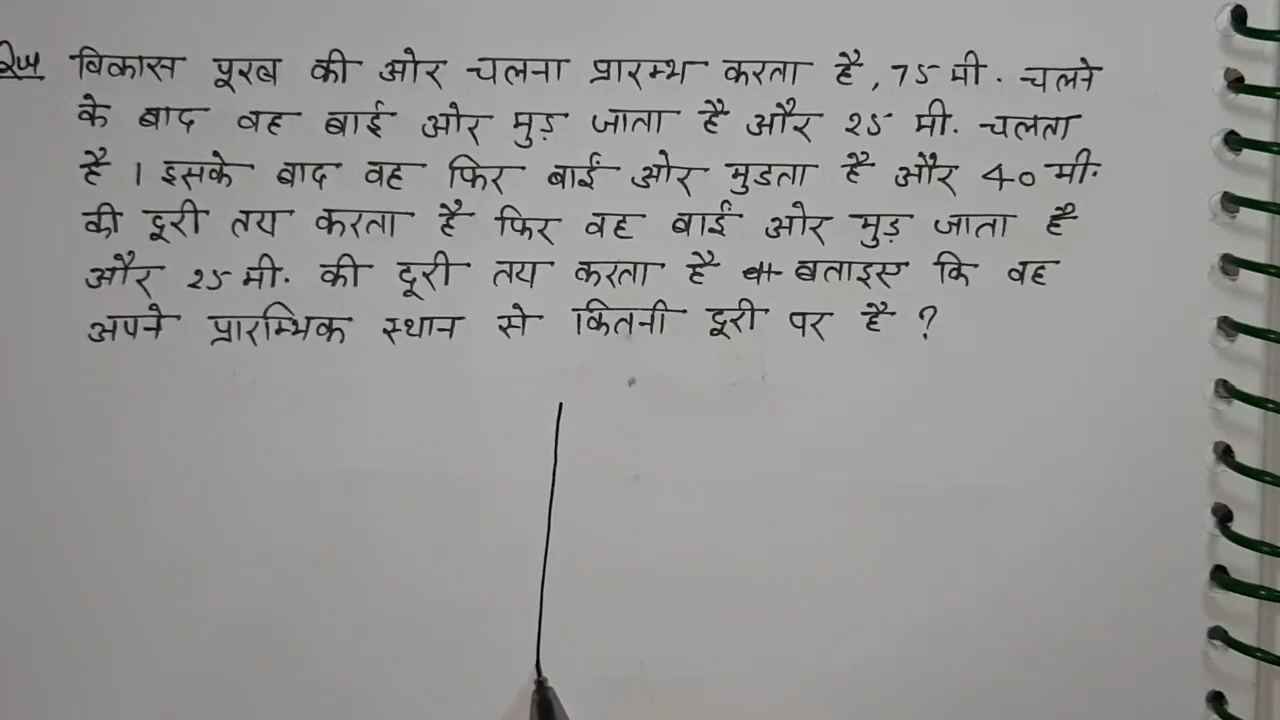 २५ विकास पूरब की ओर चलना प्रारम्भ करता है, 75 मी. चलने
के बाद वह बाई ओर मुड़ जाता है और 25 मी. चलता
है । इसके बाद वह फिर बाईं ओर मुडता है और 40 मी.
की दूरी तय करता है फिर वह बाईं ओर मुड़ जाता है
और 25 मी. की दूरी तय करता है बताइए कि वह
अपने प्रारम्भिक स्थान से कितनी दूरी पर है ?